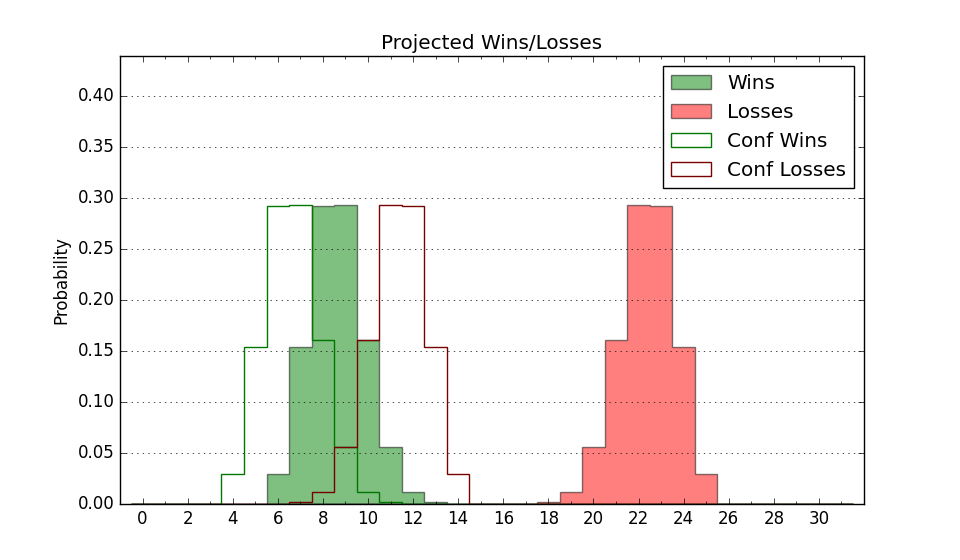 Projected Wins/Losses
Wins
Losses
Conf Wins
Conf Losses
0.40
0.35
0.30
0.25
0.20
0.15
0.10
0.05
0.00
Probability
0 2 4 6 8 10 12 14 16 18 20 22 24 26 28 30